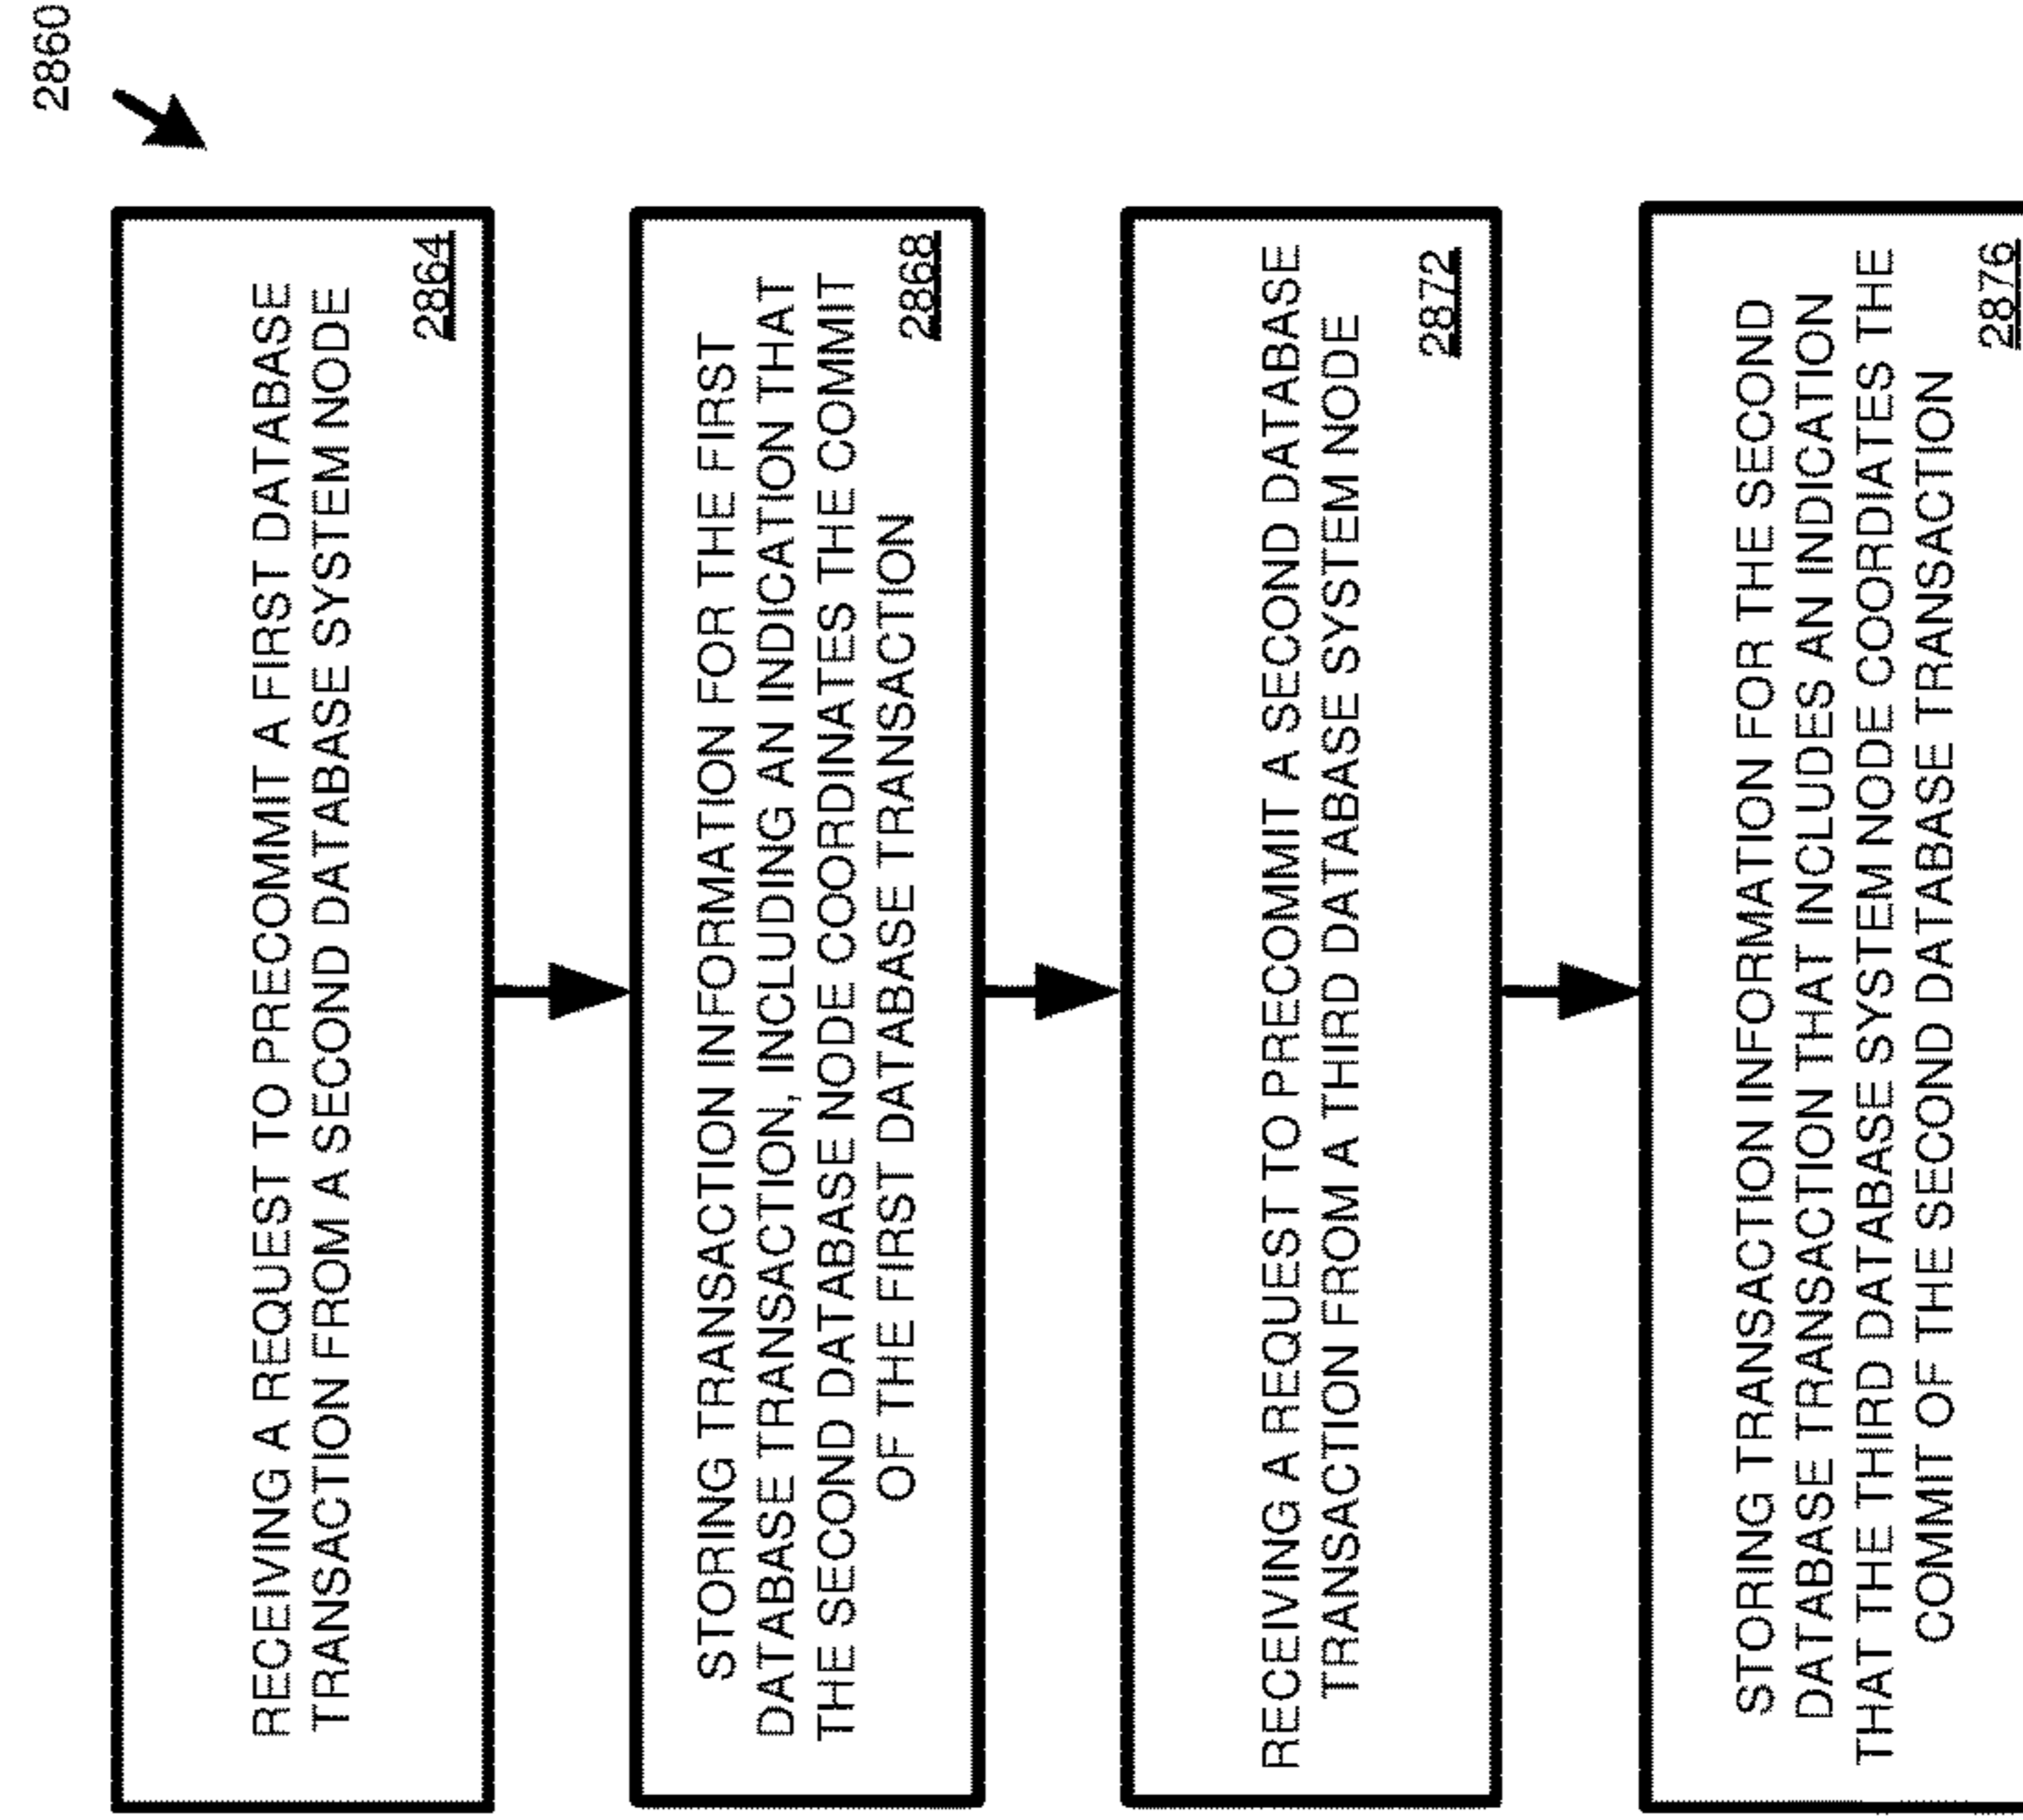 2860
RECEIVING A REQUEST TO PRECOMMIT A FIRST DATABASE
TRANSACTION FROM A SECOND DATABASE SYSTEM NODE
2864
STORING TRANSACTION INFORMATION FOR THE FIRST
DATABASE TRANSACTION, INCLUDING AN INDICATION THAT
THE SECOND DATABASE NODE COORDINATES THE COMMIT
OF THE FIRST DATABASE TRANSACTION
2868
RECEIVING A REQUEST TO PRECOMMIT A SECOND DATABASE
TRANSACTION FROM A THIRD DATABASE SYSTEM NODE
2872
STORING TRANSACTION INFORMATION FOR THE SECOND
DATABASE TRANSACTION THAT INCLUDES AN INDICATION
THAT THE THIRD DATABASE SYSTEM NODE COORDIATES THE
COMMIT OF THE SECOND DATABASE TRANSACTION
2876